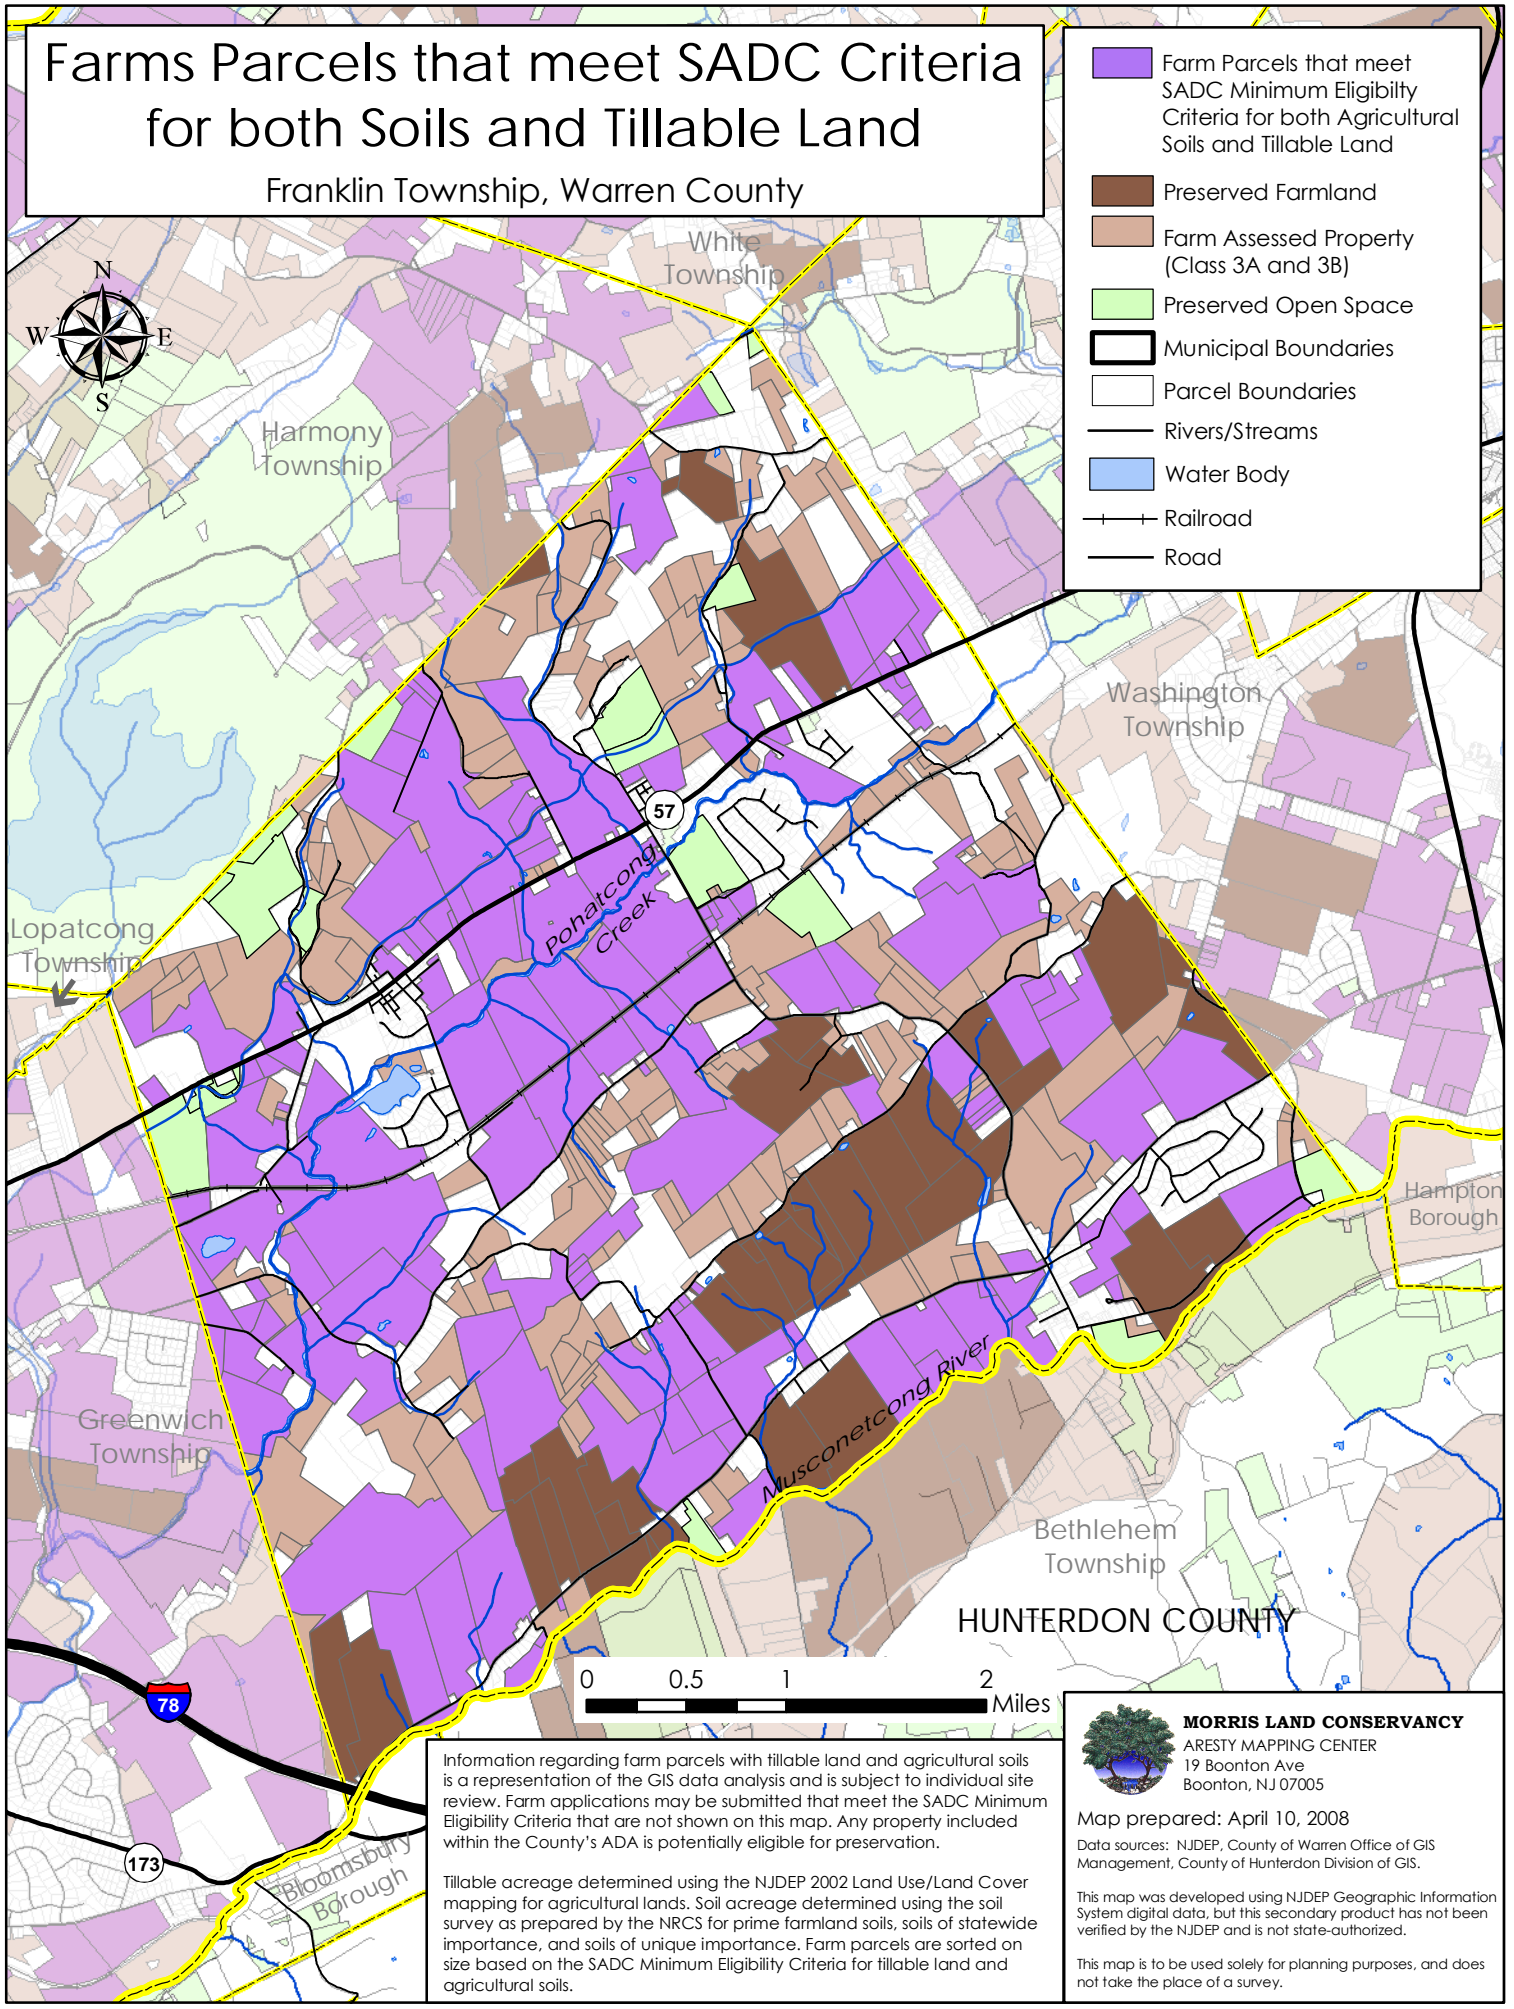 Farms Parcels that meet SADC Criteria
for both Soils and Tillable Land
Franklin Township, Warren County
Farm Parcels that meet
SADC Minimum Eligibilty
Criteria for both Agricultural
Soils and Tillable Land
Preserved Farmland
Farm Assessed Property
(Class 3A and 3B)
Preserved Open Space
Municipal Boundaries
Parcel Boundaries
Rivers/Streams
Water Body
Railroad
Road
N
W
E
S
White
Township
Harmony
Township
Washington
Township
57
Pohatcong
Creek
Lopatcong
Township
Hampton
Borough
Greenwich
Township
Musconetcong River
Bethlehem
Township
HUNTERDON COUNTY
78
173
Bloomsbury
Borough
0 0.5 1 2
Miles
Information regarding farm parcels with tillable land and agricultural soils
is a representation of the GIS data analysis and is subject to individual site
review. Farm applications may be submitted that meet the SADC Minimum
Eligibility Criteria that are not shown on this map. Any property included
within the County's ADA is potentially eligible for preservation.
Tillable acreage determined using the NJDEP 2002 Land Use/Land Cover
mapping for agricultural lands. Soil acreage determined using the soil
survey as prepared by the NRCS for prime farmland soils, soils of statewide
importance, and soils of unique importance. Farm parcels are sorted on
size based on the SADC Minimum Eligibility Criteria for tillable land and
agricultural soils.
MORRIS LAND CONSERVANCY
ARESTY MAPPING CENTER
19 Boonton Ave
Boonton, NJ 07005
Map prepared: April 10, 2008
Data sources: NJDEP, County of Warren Office of GIS
Management, County of Hunterdon Division of GIS.
This map was developed using NJDEP Geographic Information
System digital data, but this secondary product has not been
verified by the NJDEP and is not state-authorized.
This map is to be used solely for planning purposes, and does
not take the place of a survey.